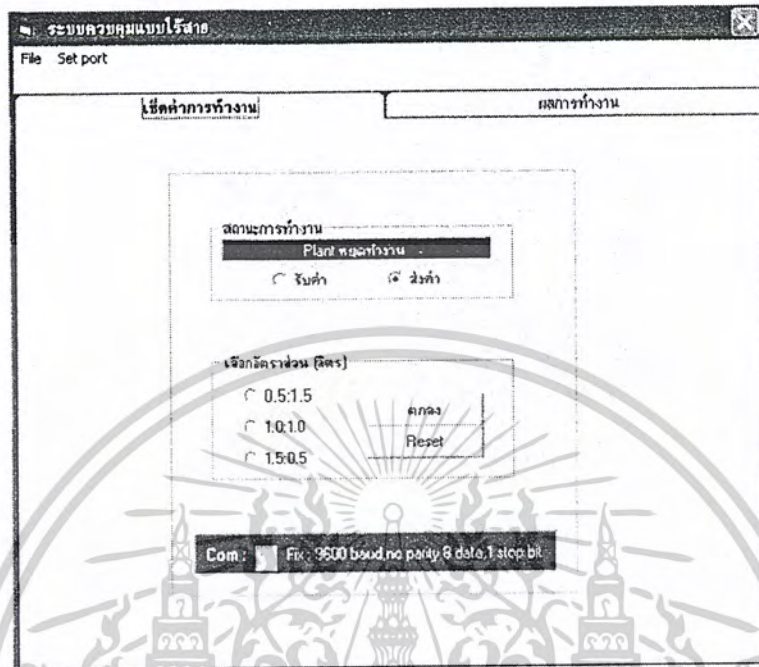 ระบบควบคุมแบบไร้สาย
File Set port
เซ็ตค่าการทำงาน ผลการทำงาน
สถานะการทำงาน
Plant หยุดทำงาน
รับค่า ส่งค่า
เลือกอัตราส่วน (ลิตร)
0.5:1.5
ตกลง
1.0:1.0
Reset
1.5:0.5
Com : Fix : 9600 baud,no parity,8 data,1 stop bit